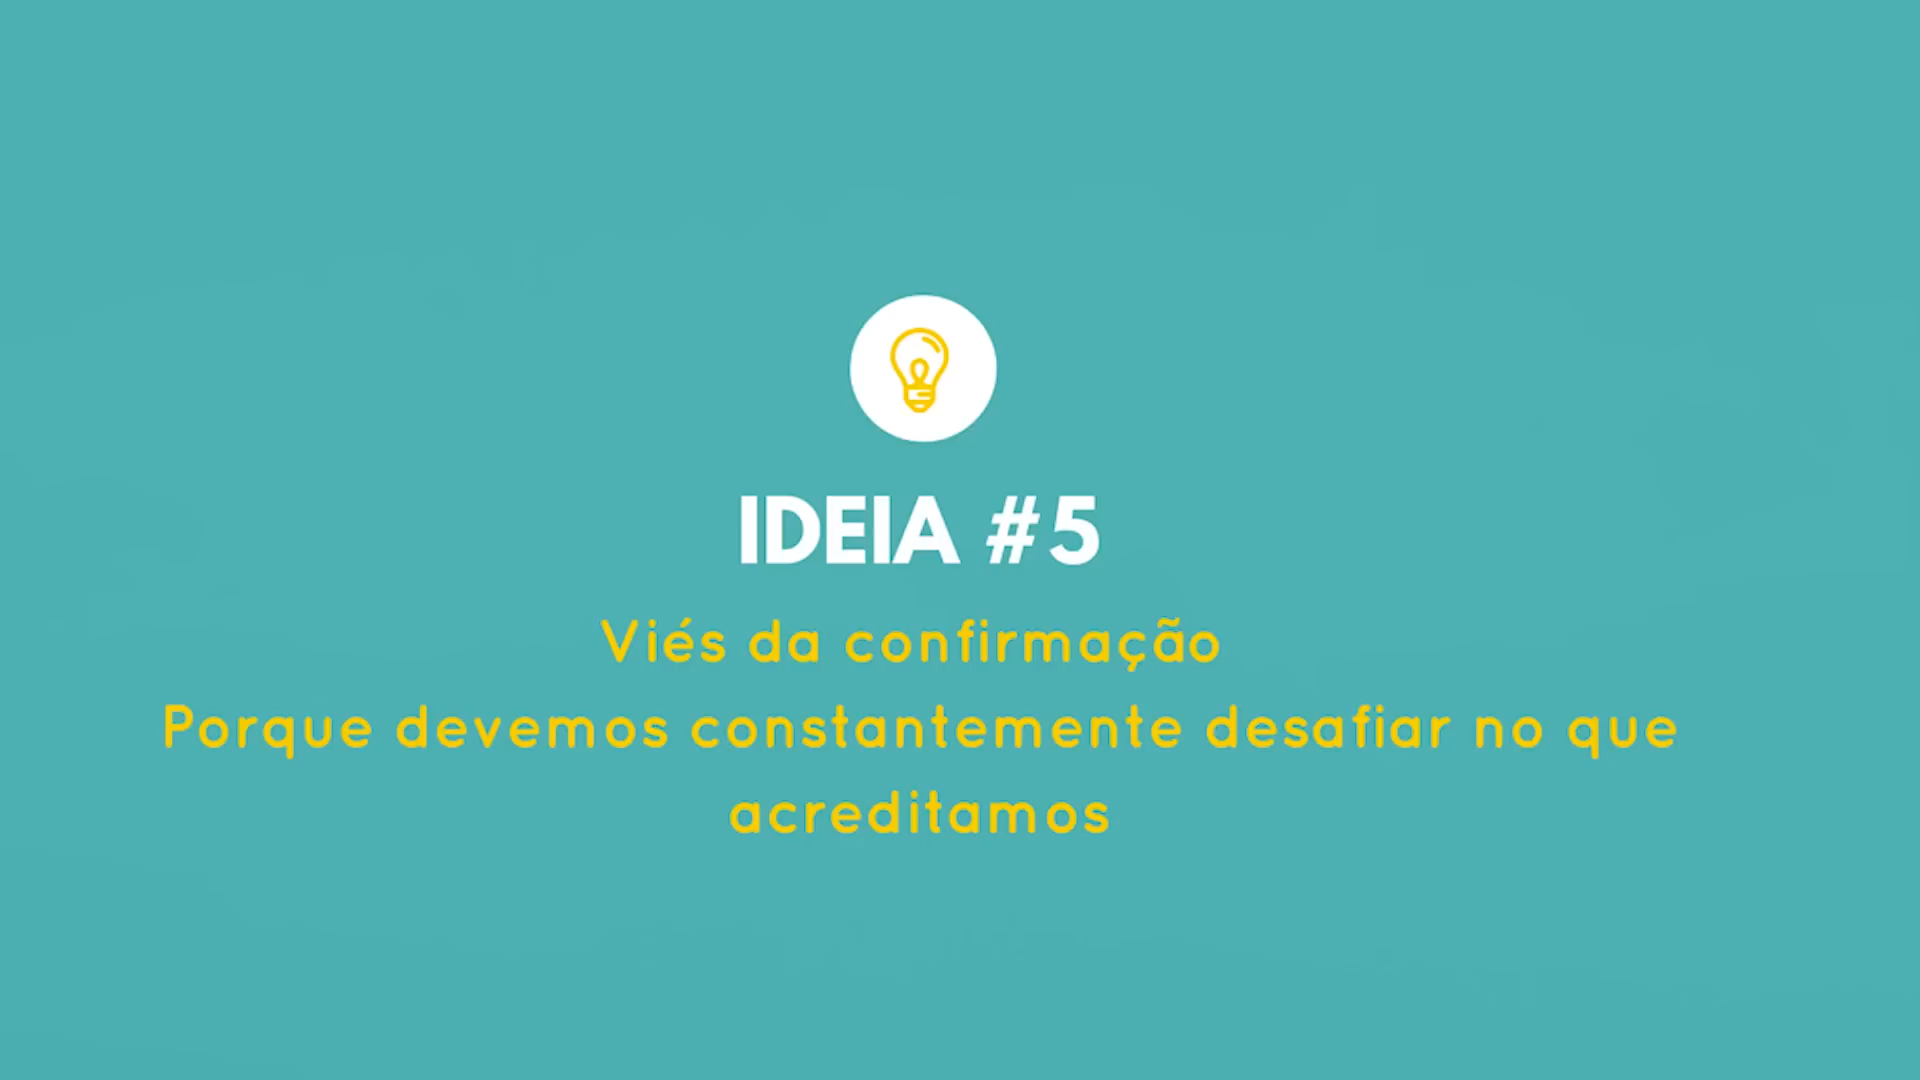 IDEIA #5
Viés da confirmação
Porque devemos constantemente desafiar no que
acreditamos